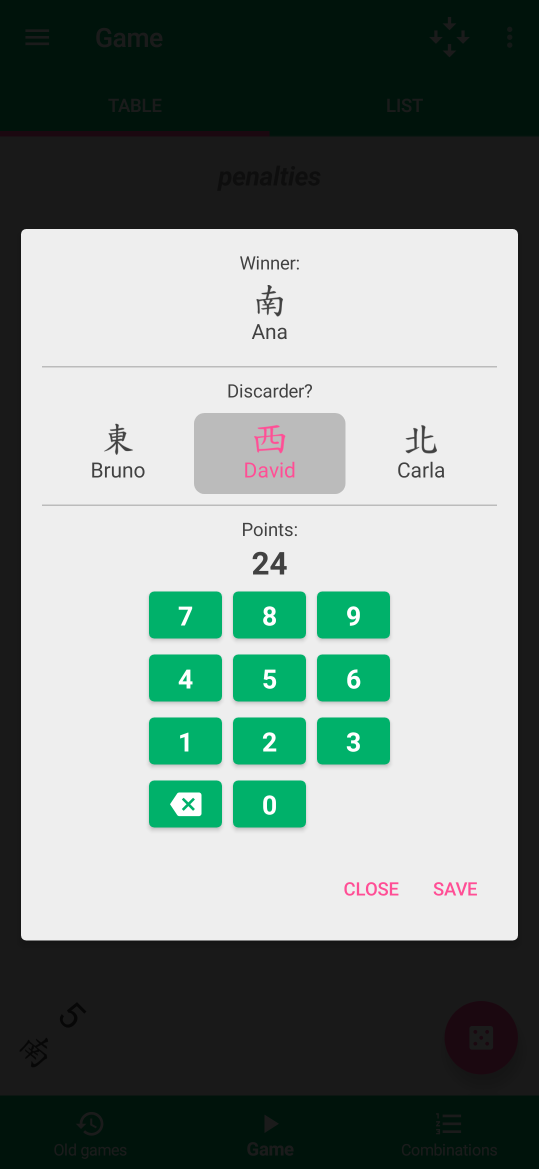 Game
TABLE LIST
penalties
Winner:
南
Ana
Discarder?
東 西 北
Bruno David Carla
Points:
24
7 8 9
4 5 6
1 2 3
0
CLOSE SAVE
5
南
Old games Game Combinations